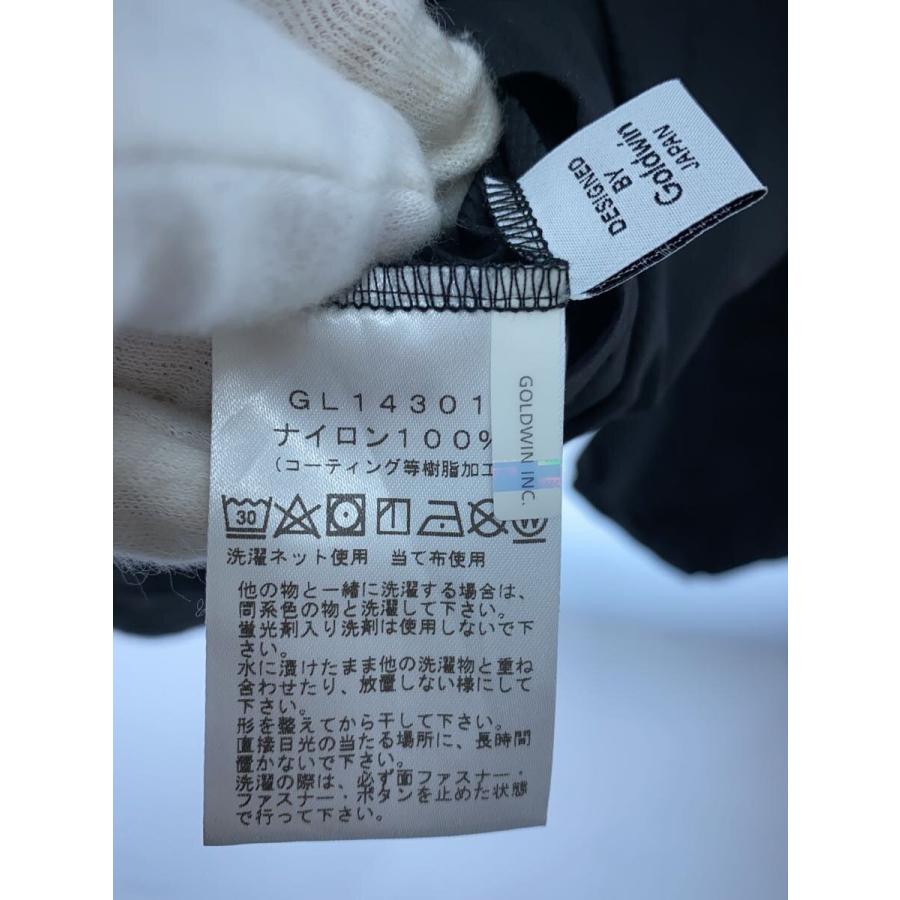 DESIGNED
BY
Goldwin
JAPAN
GL14301
ナイロン100%
(コーティング等樹脂加工
GOLDWIN INC.
30
W
洗濯ネット使用 当て布使用
他の物と一緒に洗濯する場合は、
同系色の物と洗濯して下さい。
蛍光剤入り洗剤は使用しないで下
さい。
水に漬けたまま他の洗濯物と重ね
合わせたり、放置しない様にして
下さい。
形を整えてから干して下さい。
直接日光の当たる場所に、長時間
置かないで下さい。
洗濯の際は、必ず面ファスナー・
ファスナー・ボタンを止めた状態
で行って下さい。